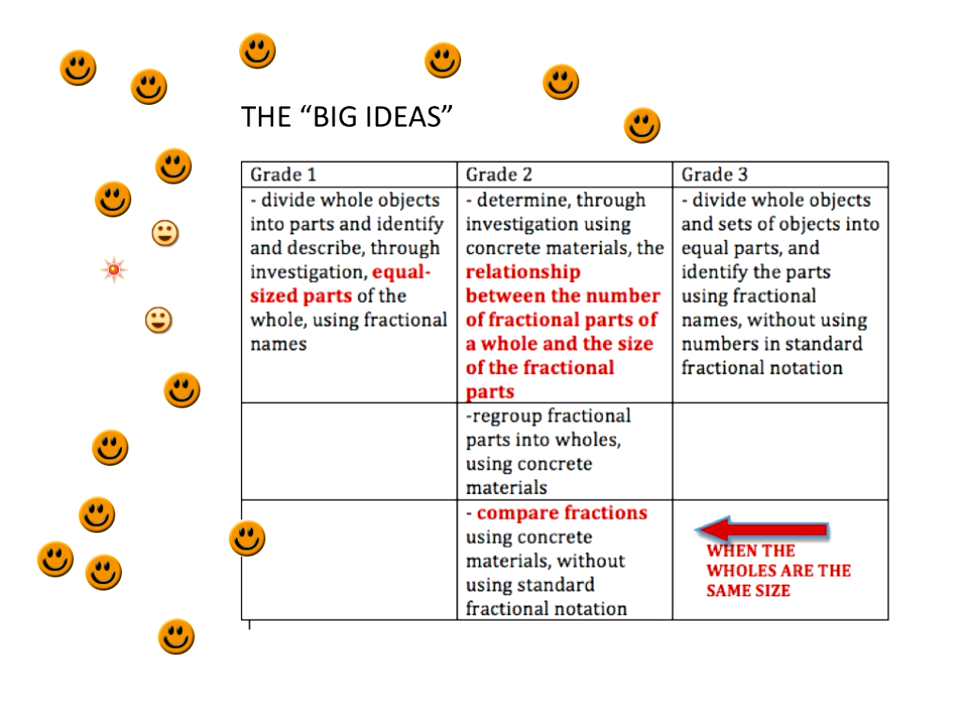 THE “BIG IDEAS”
Grade 1
Grade 2
Grade 3
- divide whole objects
into parts and identify
and describe, through
investigation, equal-
sized parts of the
whole, using fractional
names
- determine, through
investigation using
concrete materials, the
relationship
between the number
of fractional parts of
a whole and the size
of the fractional
parts
- divide whole objects
and sets of objects into
equal parts, and
identify the parts
using fractional
names, without using
numbers in standard
fractional notation
-regroup fractional
parts into wholes,
using concrete
materials
- compare fractions
using concrete
materials, without
using standard
fractional notation
WHEN THE
WHOLES ARE THE
SAME SIZE